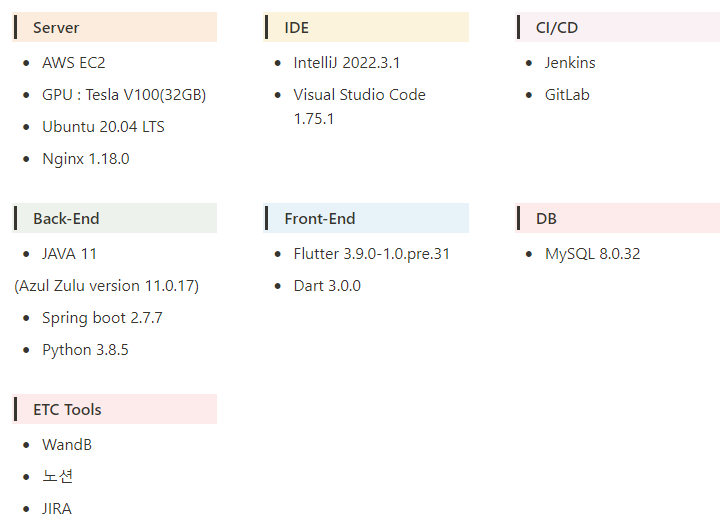 Server
AWS EC2
GPU : Tesla V100(32GB)
Ubuntu 20.04 LTS
Nginx 1.18.0
IDE
IntelliJ 2022.3.1
Visual Studio Code
1.75.1
CI/CD
Jenkins
GitLab
Back-End
JAVA 11
(Azul Zulu version 11.0.17)
Spring boot 2.7.7
Python 3.8.5
Front-End
Flutter 3.9.0-1.0.pre.31
Dart 3.0.0
DB
MySQL 8.0.32
ETC Tools
WandB
노션
JIRA